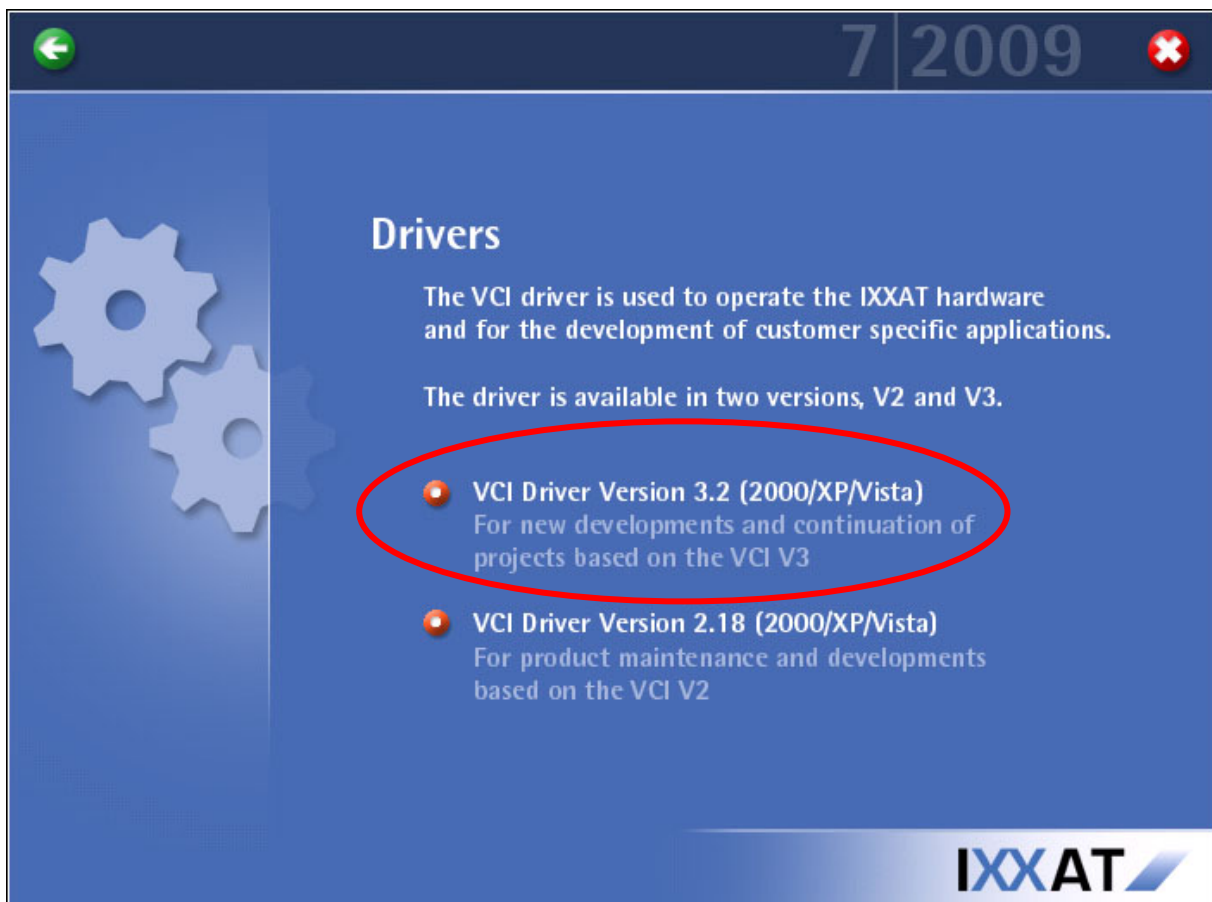 7 | 2009
Drivers
The VCI driver is used to operate the IXXAT hardware
and for the development of customer specific applications.
The driver is available in two versions, V2 and V3.
VCI Driver Version 3.2 (2000/XP/Vista)
For new developments and continuation of
projects based on the VCI V3
VCI Driver Version 2.18 (2000/XP/Vista)
For product maintenance and developments
based on the VCI V2
IXXAT